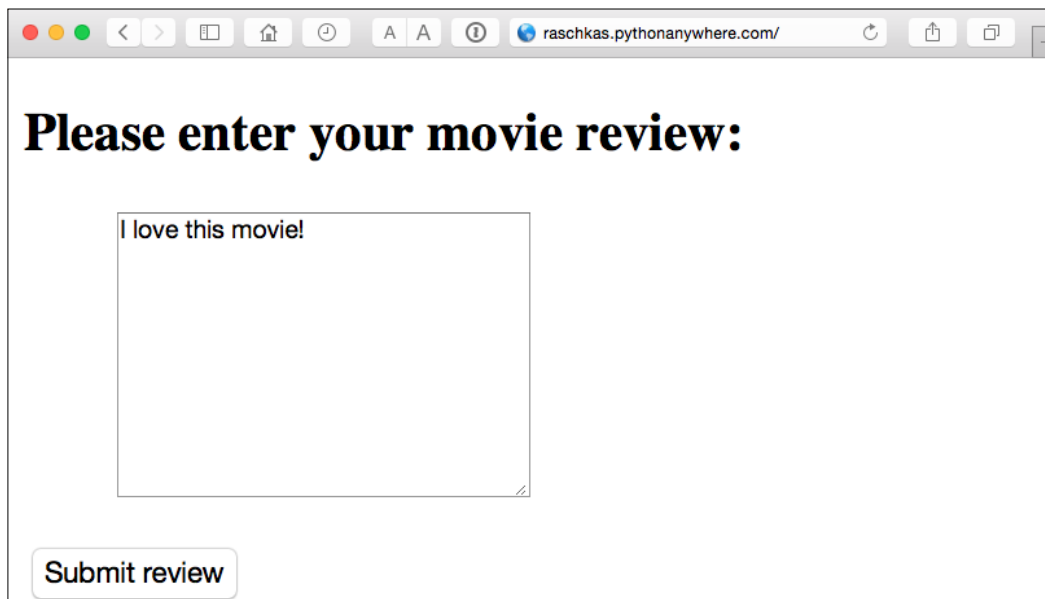 A A raschkas.pythonanywhere.com/
Please enter your movie review:
I love this movie!
Submit review